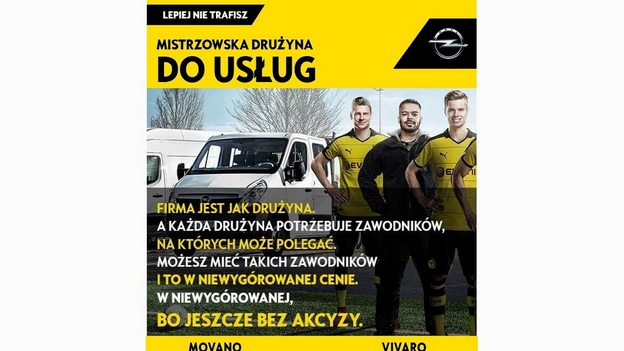 LEPIEJ NIE TRAFISZ
MISTRZOWSKA DRUŻYNA
DO USŁUG
FIRMA JEST JAK DRUŻYNA.
A KAŻDA DRUŻYNA POTRZEBUJE ZAWODNIKÓW,
NA KTÓRYCH MOŻE POLEGAĆ.
MOŻESZ MIEĆ TAKICH ZAWODNIKÓW
I TO W NIEWYGÓROWANEJ CENIE.
W NIEWYGÓROWANEJ,
BO JESZCZE BEZ AKCYZY.
MOVANO VIVARO